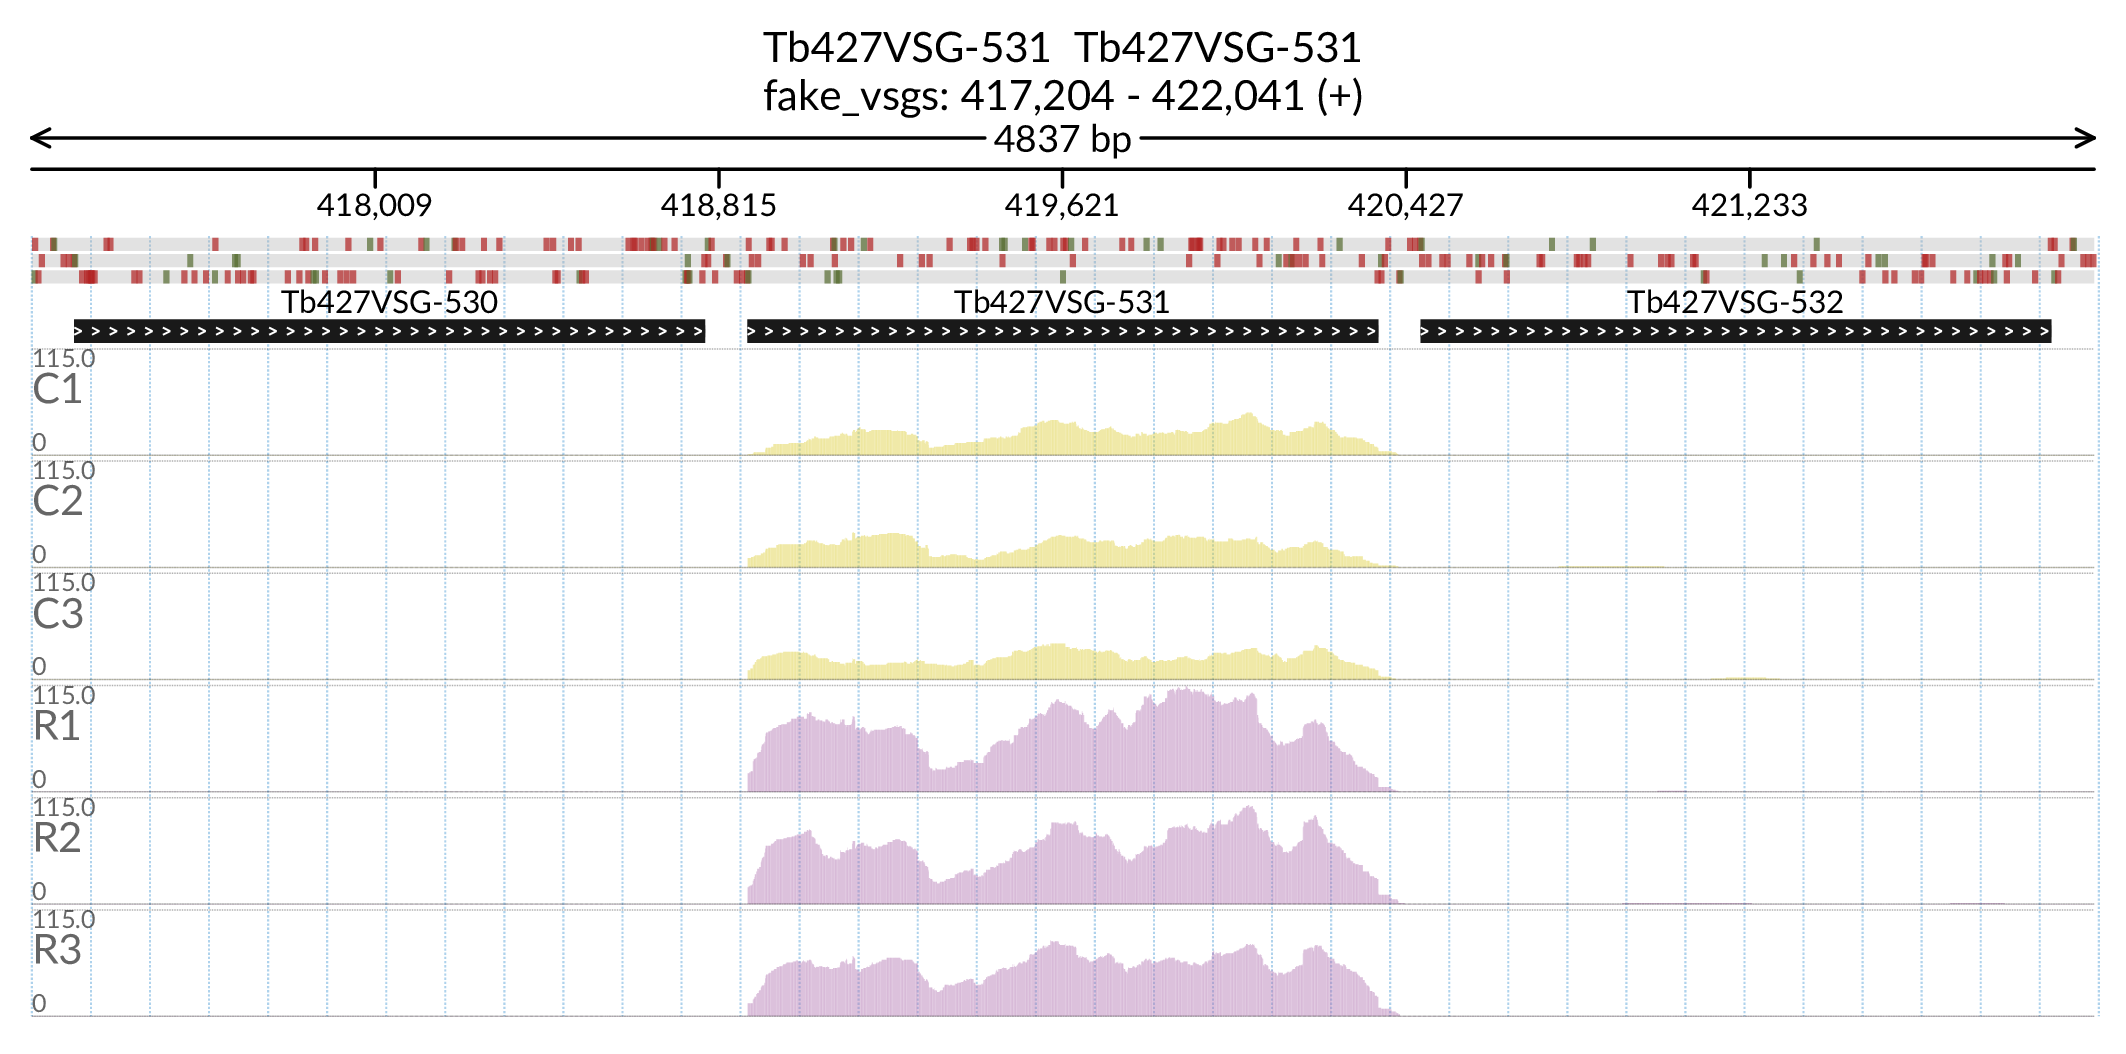 Tb427VSG-531 Tb427VSG-531
fake_vsgs: 417,204 - 422,041 (+)
4837 bp
418,009 418,815 419,621 420,427 421,233
Tb427VSG-530 Tb427VSG-531 Tb427VSG-532
115.0
C1
0
115.0
C2
0
115.0
C3
0
115.0
R1
0
115.0
R2
0
115.0
R3
0